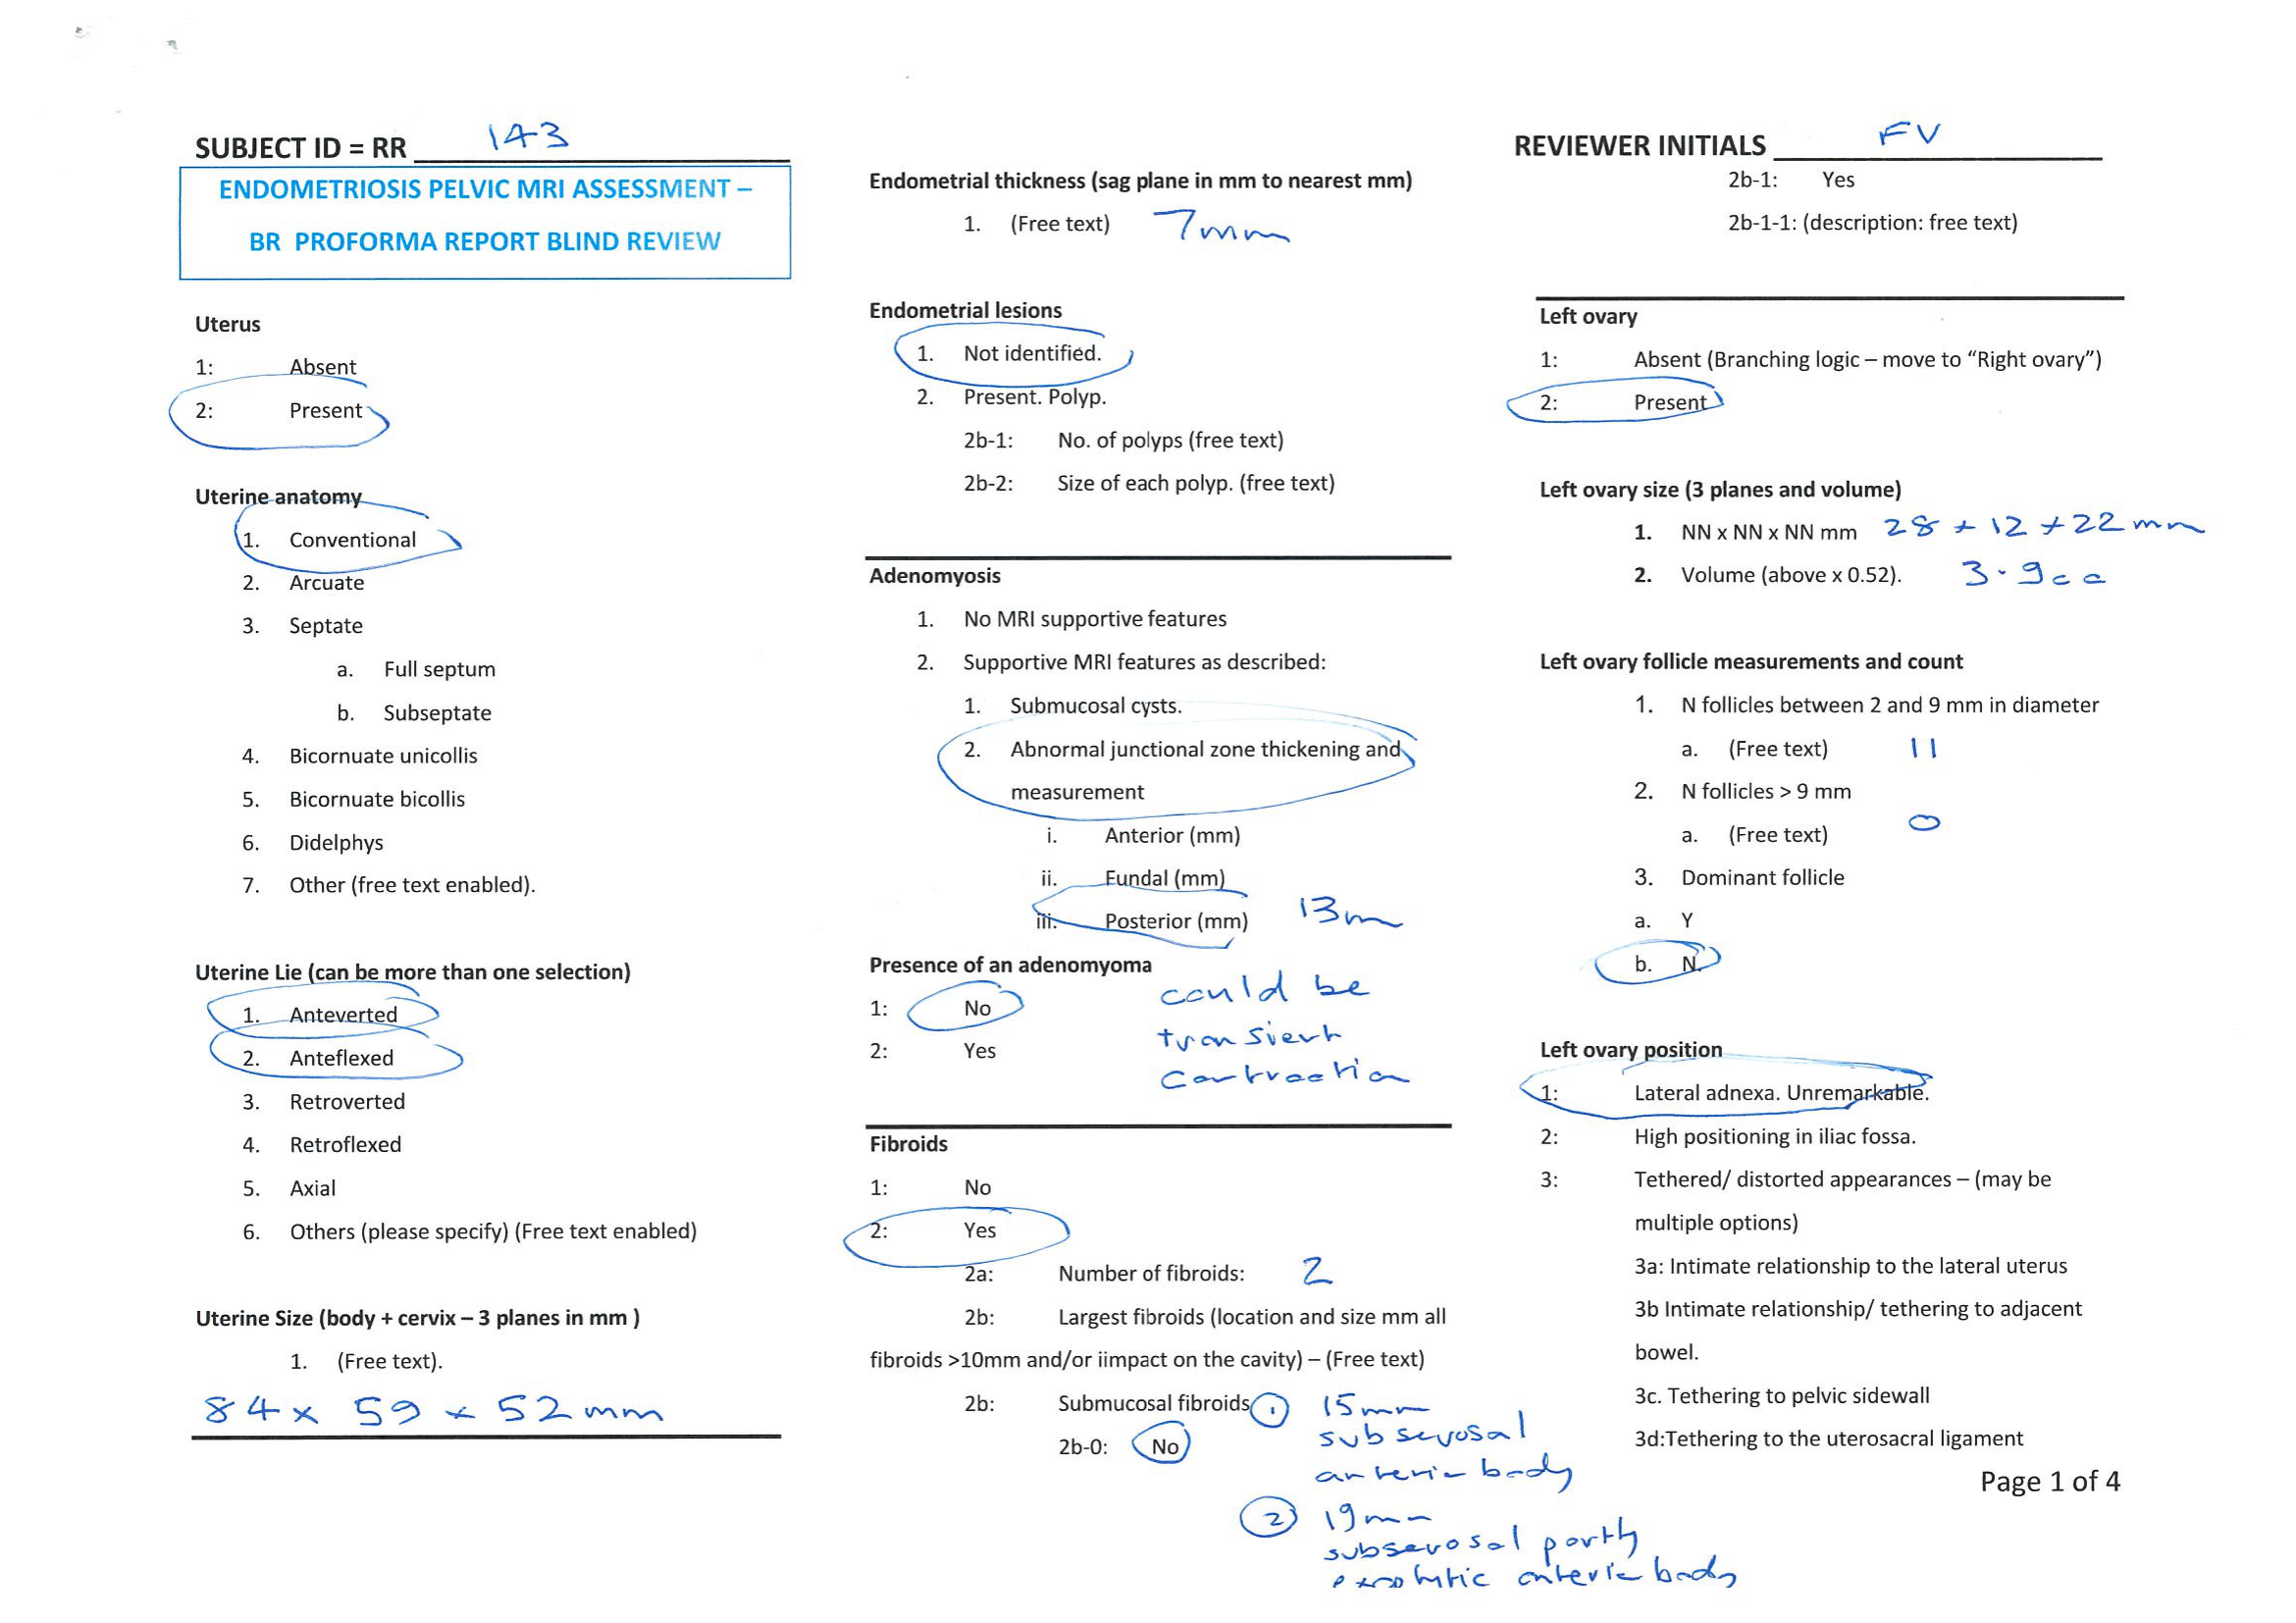 SUBJECT ID = RR 143
ENDOMETRIOSIS PELVIC MRI ASSESSMENT –
BR PROFORMA REPORT BLIND REVIEW
Uterus
1: Absent
2: Present
Uterine anatomy
1. Conventional
2. Arcuate
3. Septate
a. Full septum
b. Subseptate
4. Bicornuate unicollis
5. Bicornuate bicollis
6. Didelphys
7. Other (free text enabled).
Uterine Lie (can be more than one selection)
1. Anteverted
2. Anteflexed
3. Retroverted
4. Retroflexed
5. Axial
6. Others (please specify) (Free text enabled)
Uterine Size (body + cervix – 3 planes in mm )
1. (Free text).
84 x 59 x 52 mm
Endometrial thickness (sag plane in mm to nearest mm)
1. (Free text) 7mm
Endometrial lesions
1. Not identified.
2. Present. Polyp.
2b-1: No. of polyps (free text)
2b-2: Size of each polyp. (free text)
Adenomyosis
1. No MRI supportive features
2. Supportive MRI features as described:
1. Submucosal cysts.
2. Abnormal junctional zone thickening and
measurement
i. Anterior (mm)
ii. Fundal (mm)
iii. Posterior (mm) 13m
Presence of an adenomyoma
1: No
2: Yes
could be
transient
contraction
Fibroids
1: No
2: Yes
2a: Number of fibroids: 2
2b: Largest fibroids (location and size mm all
fibroids >10mm and/or iimpact on the cavity) – (Free text)
2b: Submucosal fibroids
2b-0: No
1 15mm
subserosal
anterior body
2 19mm
subserosal partly
exophytic anterior body
REVIEWER INITIALS FV
2b-1: Yes
2b-1-1: (description: free text)
Left ovary
1: Absent (Branching logic – move to “Right ovary”)
2: Present
Left ovary size (3 planes and volume)
1. NN x NN x NN mm 28 x 12 x 22 mm
2. Volume (above x 0.52). 3.9cc
Left ovary follicle measurements and count
1. N follicles between 2 and 9 mm in diameter
a. (Free text) 11
2. N follicles > 9 mm
a. (Free text) 0
3. Dominant follicle
a. Y
b. N.
Left ovary position
1: Lateral adnexa. Unremarkable.
2: High positioning in iliac fossa.
3: Tethered/ distorted appearances – (may be
multiple options)
3a: Intimate relationship to the lateral uterus
3b Intimate relationship/ tethering to adjacent
bowel.
3c. Tethering to pelvic sidewall
3d:Tethering to the uterosacral ligament
Page 1 of 4